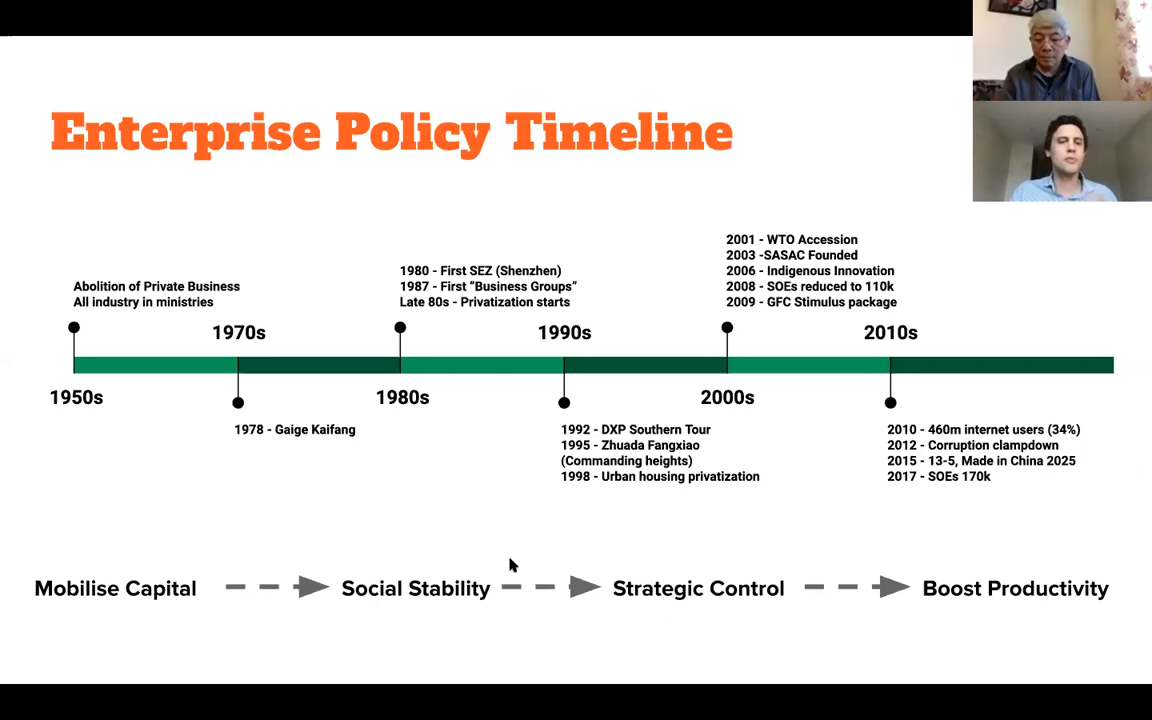 Enterprise Policy Timeline
Abolition of Private Business
All industry in ministries
1980 - First SEZ (Shenzhen)
1987 - First “Business Groups”
Late 80s - Privatization starts
2001 - WTO Accession
2003 -SASAC Founded
2006 - Indigenous Innovation
2008 - SOEs reduced to 110k
2009 - GFC Stimulus package
1970s
1990s
2010s
1950s
1980s
2000s
1978 - Gaige Kaifang
1992 - DXP Southern Tour
1995 - Zhuada Fangxiao
(Commanding heights)
1998 - Urban housing privatization
2010 - 460m internet users (34%)
2012 - Corruption clampdown
2015 - 13-5, Made in China 2025
2017 - SOEs 170k
Mobilise Capital
Social Stability
Strategic Control
Boost Productivity